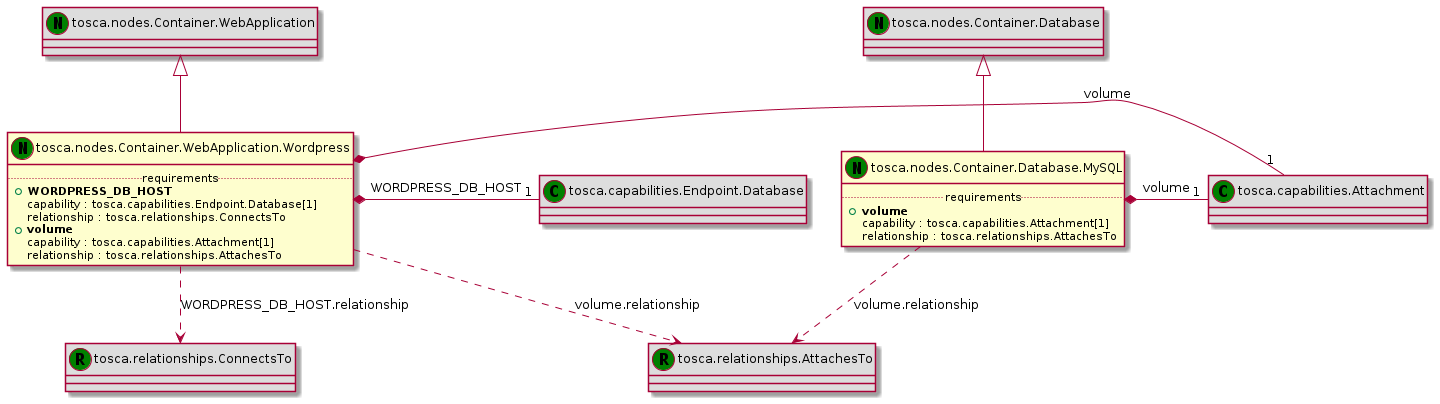 N tosca.nodes.Container.WebApplication
N tosca.nodes.Container.Database
volume
N tosca.nodes.Container.WebApplication.Wordpress
requirements
WORDPRESS_DB_HOST
capability : tosca.capabilities.Endpoint.Database[1]
relationship : tosca.relationships.ConnectsTo
volume
capability : tosca.capabilities.Attachment[1]
relationship : tosca.relationships.AttachesTo
WORDPRESS_DB_HOST 1
C tosca.capabilities.Endpoint.Database
N tosca.nodes.Container.Database.MySQL
requirements
volume
capability : tosca.capabilities.Attachment[1]
relationship : tosca.relationships.AttachesTo
volume 1
1
C tosca.capabilities.Attachment
WORDPRESS_DB_HOST.relationship
volume.relationship
volume.relationship
R tosca.relationships.ConnectsTo
R tosca.relationships.AttachesTo